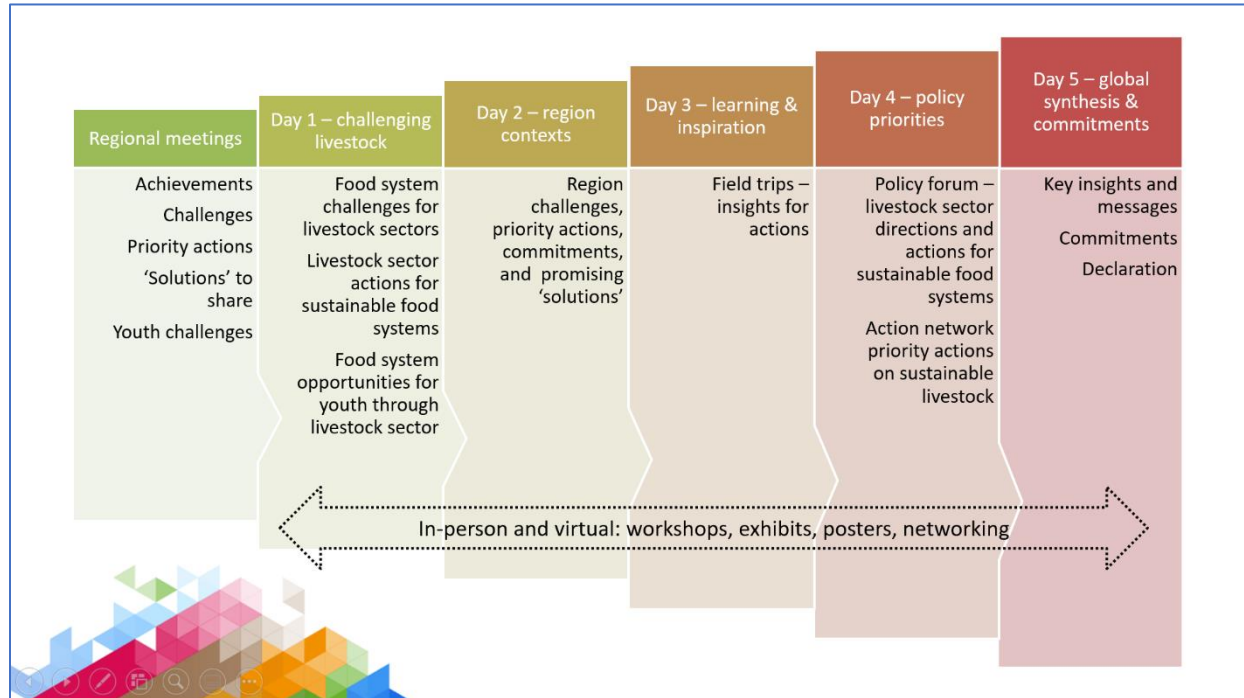 Regional meetings
Achievements
Challenges
Priority actions
‘Solutions’ to
share
Youth challenges
Day 1 – challenging
livestock
Food system
challenges for
livestock sectors
Livestock sector
actions for
sustainable food
systems
Food system
opportunities for
youth through
livestock sector
Day 2 – region
contexts
Region
challenges,
priority actions,
commitments,
and promising
‘solutions’
Day 3 – learning &
inspiration
Field trips –
insights for
actions
Day 4 – policy
priorities
Policy forum –
livestock sector
directions and
actions for
sustainable food
systems
Action network
priority actions
on sustainable
livestock
Day 5 – global
synthesis &
commitments
Key insights and
messages
Commitments
Declaration
In-person and virtual: workshops, exhibits, posters, networking